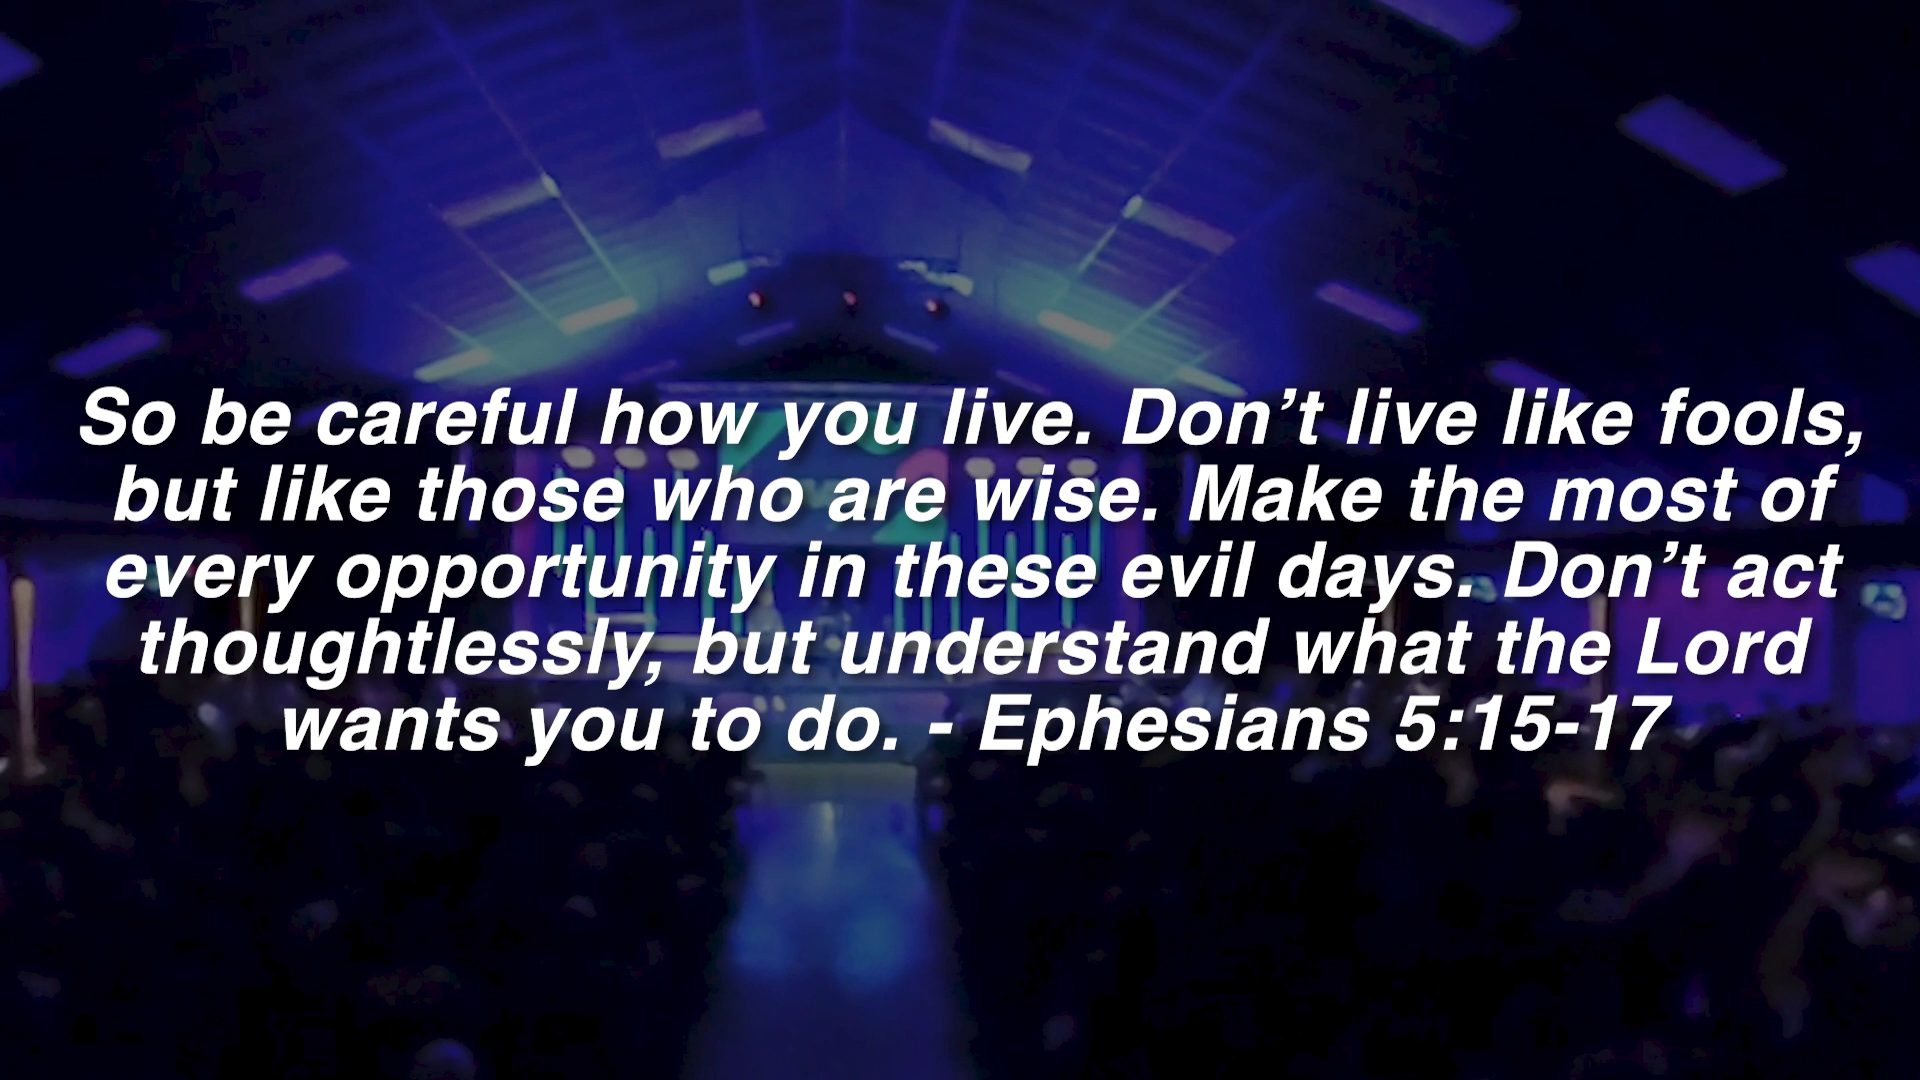 So be careful how you live. Don’t live like fools,
but like those who are wise. Make the most of
every opportunity in these evil days. Don’t act
thoughtlessly, but understand what the Lord
wants you to do. - Ephesians 5:15-17